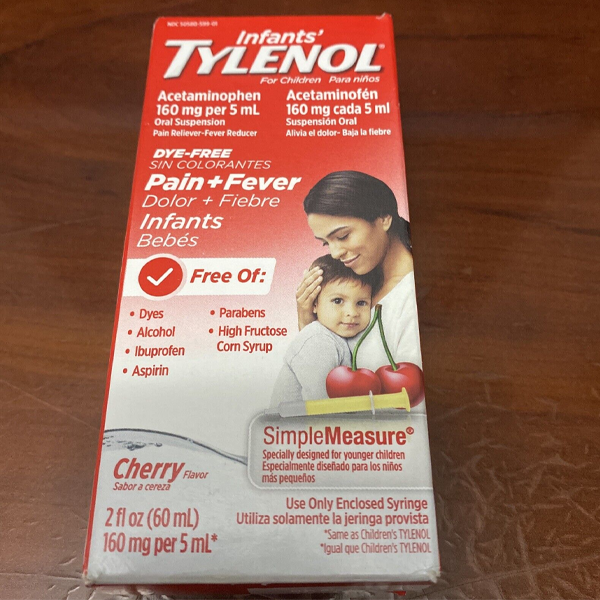 NDC 50580-599-01
Infants'
TYLENOL®
For Children Para niños
Acetaminophen
160 mg per 5 mL
Oral Suspension
Pain Reliever-Fever Reducer
Acetaminofén
160 mg cada 5 ml
Suspensión Oral
Alivia el dolor- Baja la fiebre
DYE-FREE
SIN COLORANTES
Pain+Fever
Dolor + Fiebre
Infants
Bebés
Free Of:
• Dyes
• Alcohol
• Ibuprofen
• Aspirin
• Parabens
• High Fructose
Corn Syrup
SimpleMeasure®
Specially designed for younger children
Especialmente diseñado para los niños
más pequeños
Cherry Flavor
Sabor a cereza
2 fl oz (60 mL)
160 mg per 5 mL*
Use Only Enclosed Syringe
Utiliza solamente la jeringa provista
*Same as Children's TYLENOL
*Igual que Children's TYLENOL